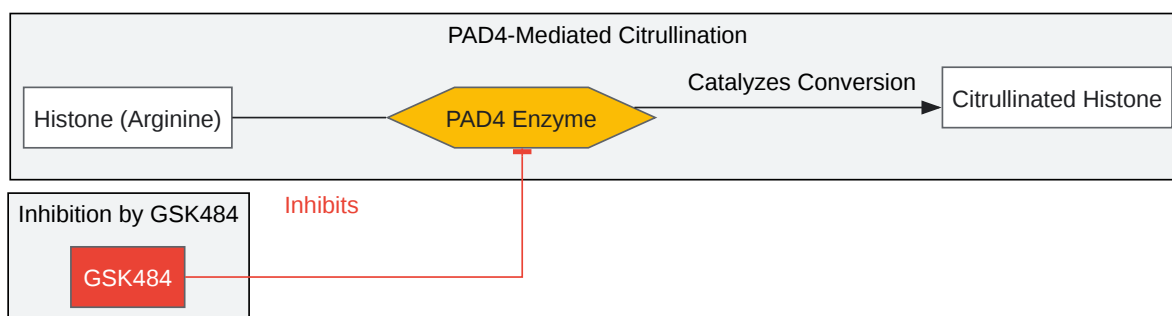 PAD4-Mediated Citrullination
Histone (Arginine)
PAD4 Enzyme
Catalyzes Conversion
Citrullinated Histone
Inhibits
Inhibition by GSK484
GSK484